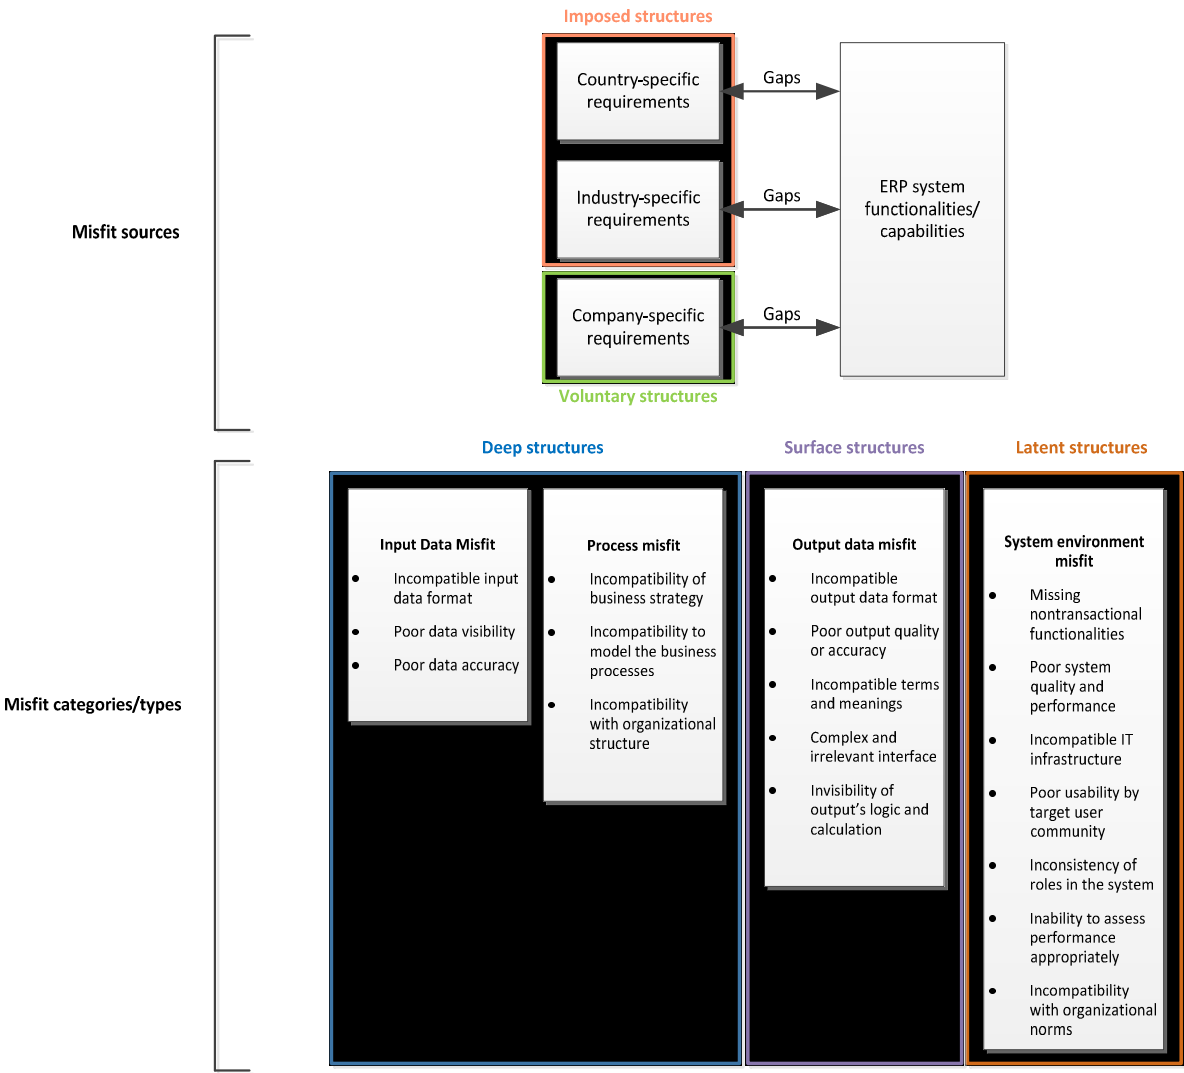 Imposed structures
Country-specific
requirements
Gaps
Industry-specific
requirements
Gaps
ERP system
functionalities/
capabilities
Misfit sources
Company-specific
requirements
Gaps
Voluntary structures
Deep structures
Surface structures
Latent structures
Misfit categories/types
Input Data Misfit
• Incompatible input
data format
• Poor data visibility
• Poor data accuracy
Process misfit
• Incompatibility of
business strategy
• Incompatibility to
model the business
processes
• Incompatibility
with organizational
structure
Output data misfit
• Incompatible
output data format
• Poor output quality
or accuracy
• Incompatible terms
and meanings
• Complex and
irrelevant interface
• Invisibility of
output's logic and
calculation
System environment
misfit
• Missing
nontransactional
functionalities
• Poor system
quality and
performance
• Incompatible IT
infrastructure
• Poor usability by
target user
community
• Inconsistency of
roles in the system
• Inability to assess
performance
appropriately
• Incompatibility
with organizational
norms